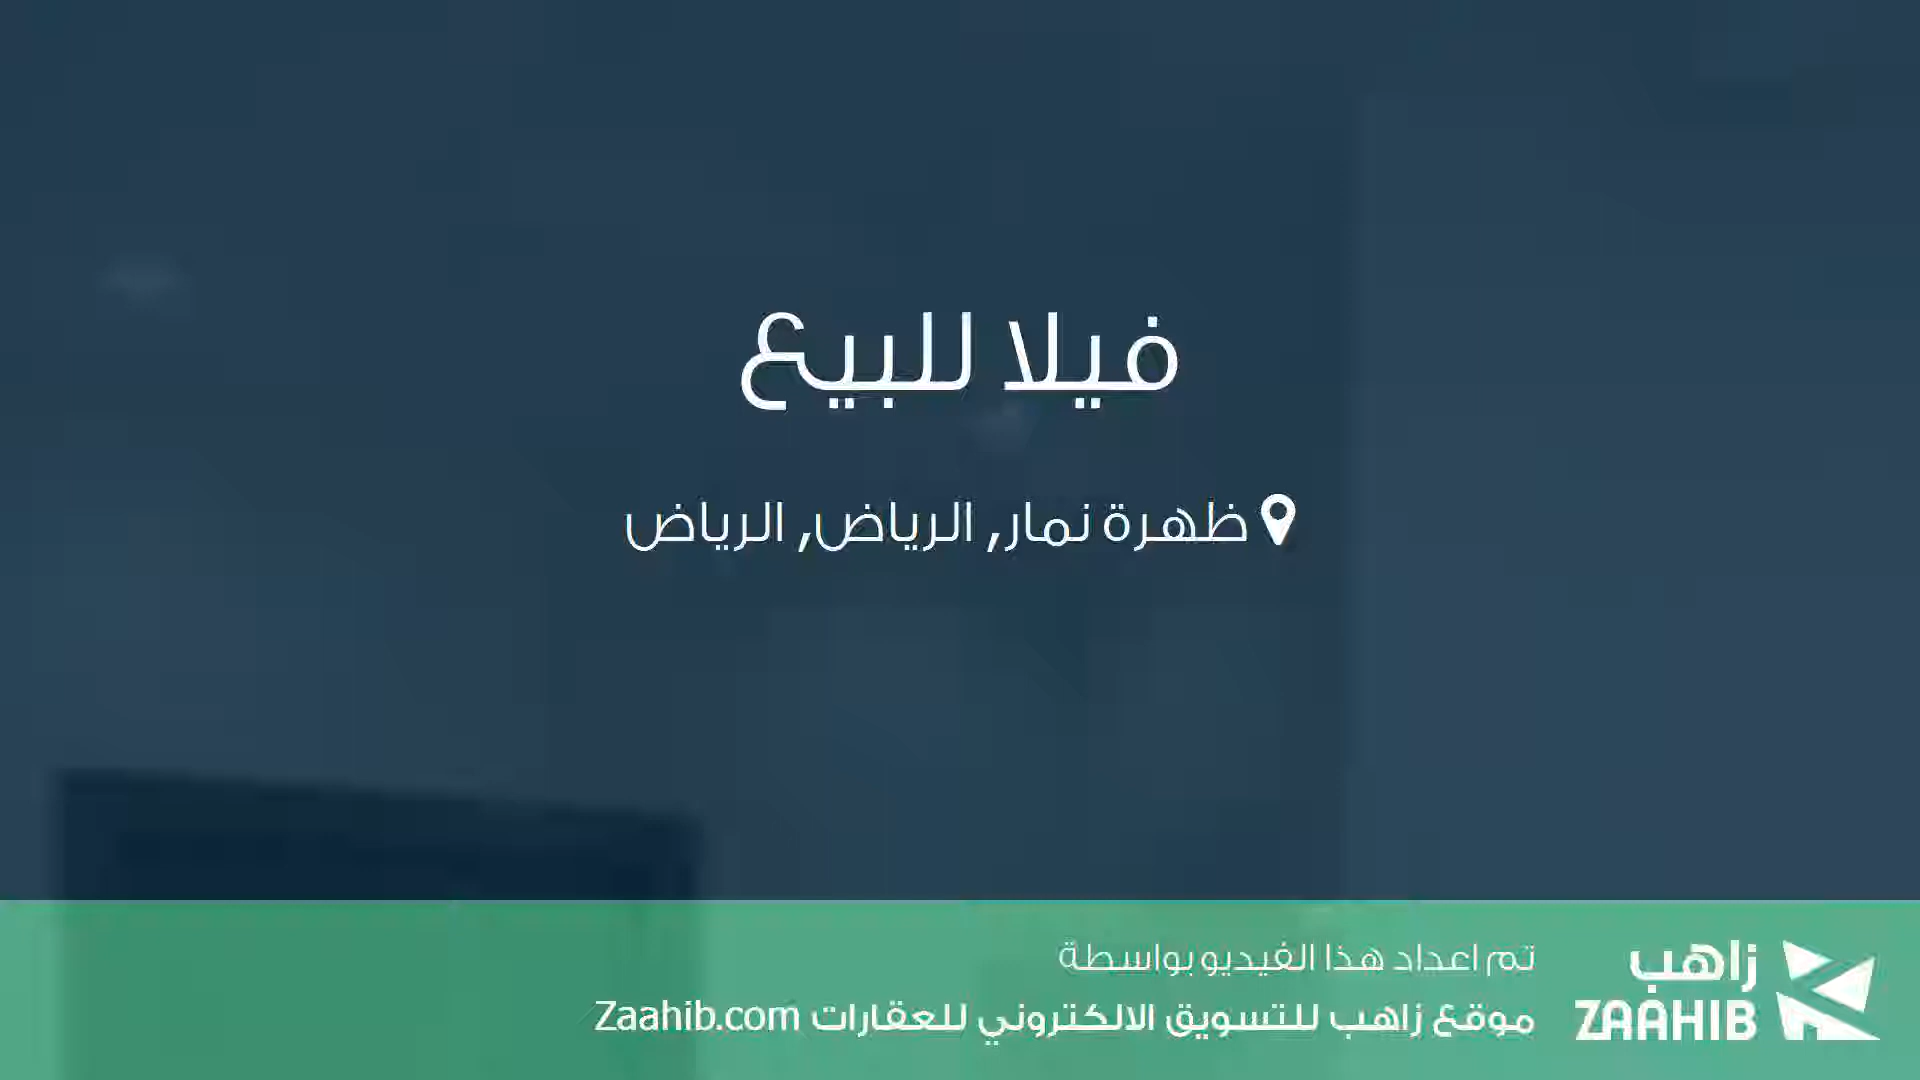 فيلا للبيع
ظهرة نمار, الرياض, الرياض
تم اعداد هذا الفيديو بواسطة
موقع زاهب للتسويق الالكتروني للعقارات Zaahib.com
زاهب
ZAAHIB